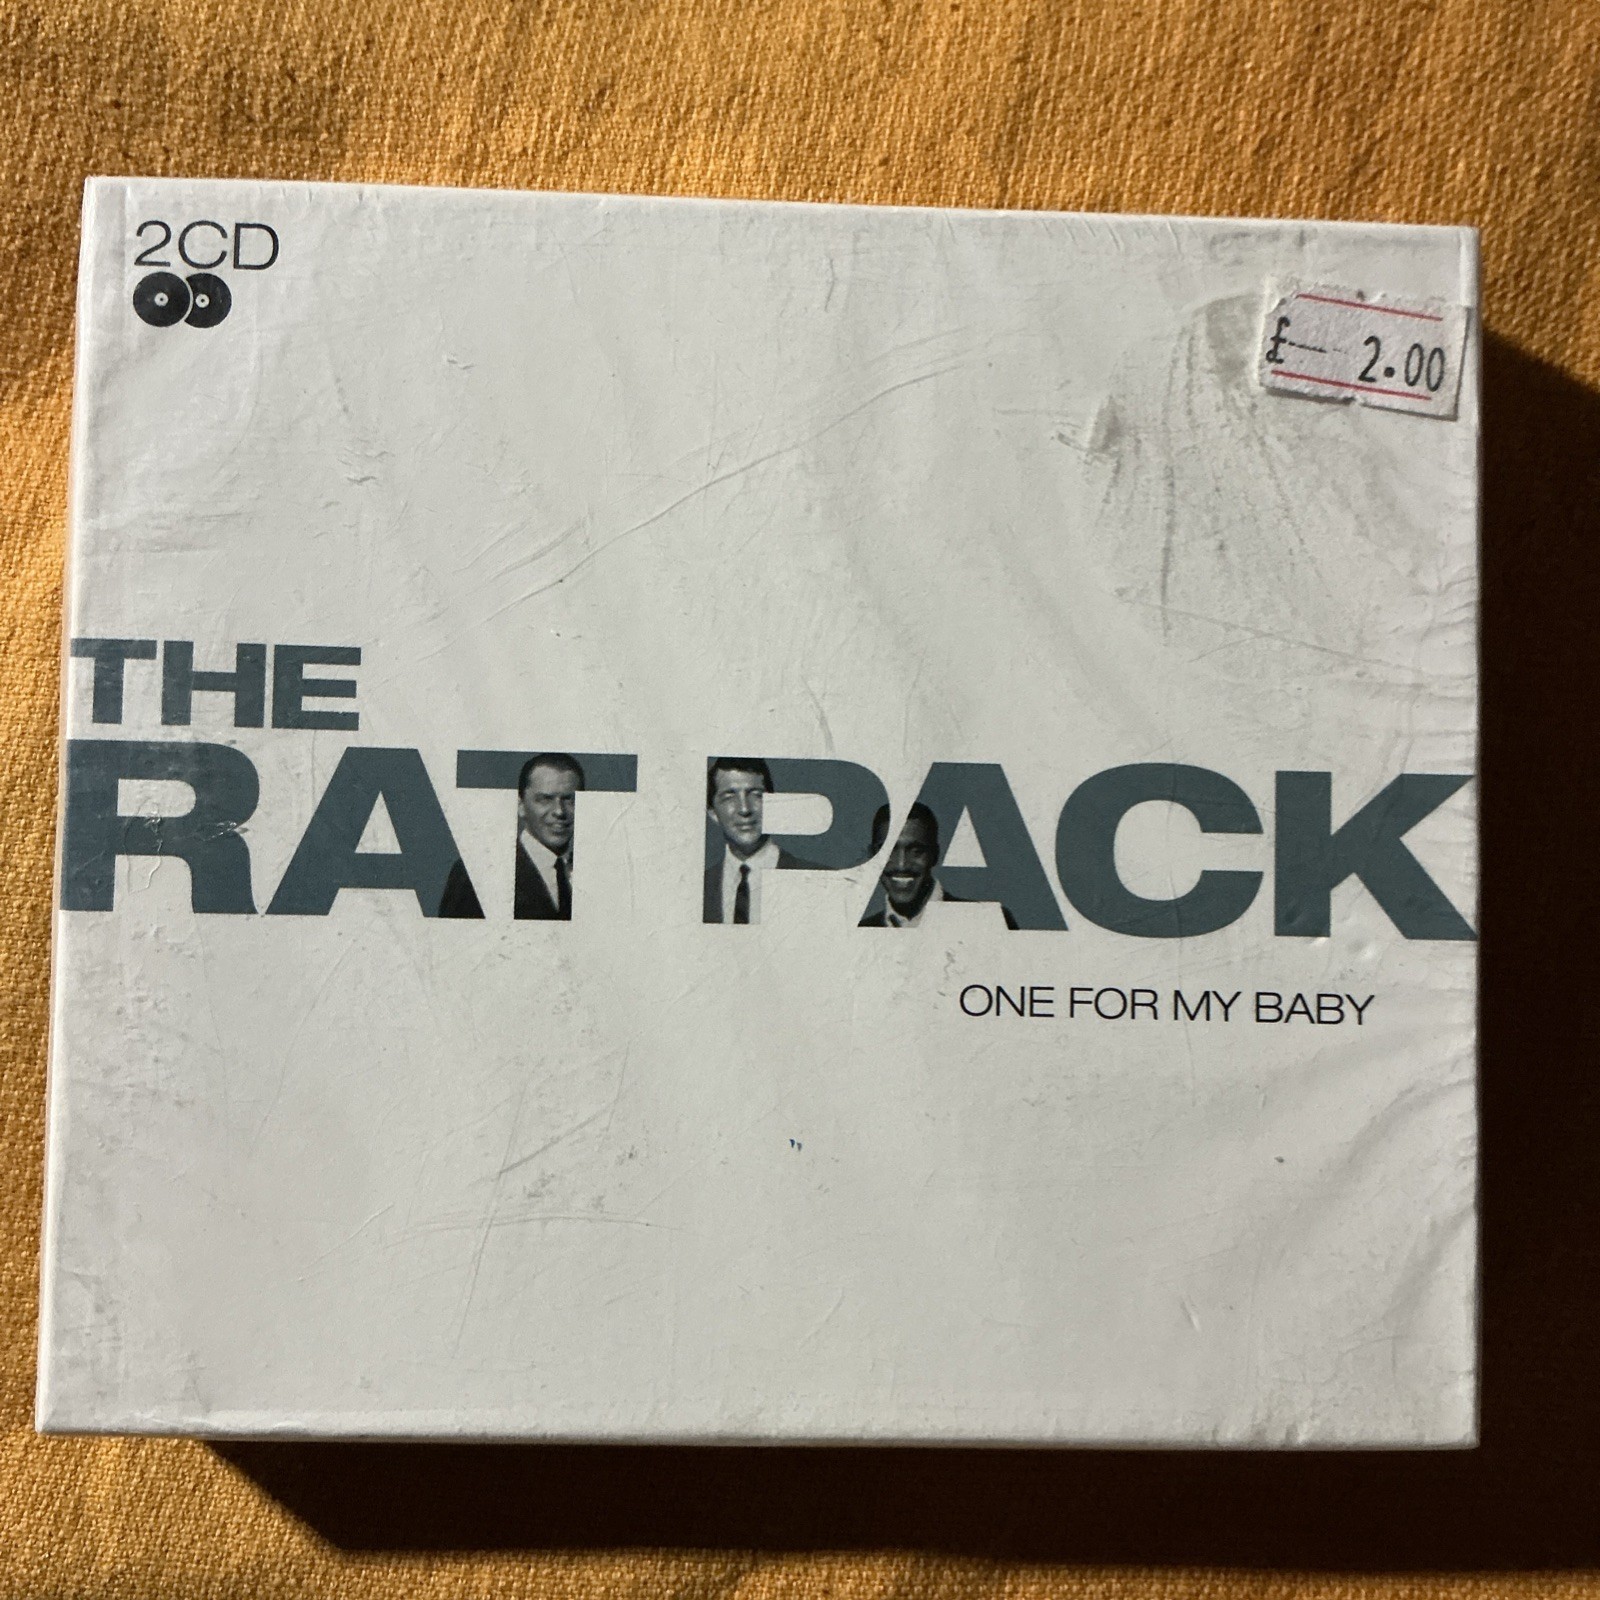 2CD
£ 2.00
THE
RAT PACK
ONE FOR MY BABY